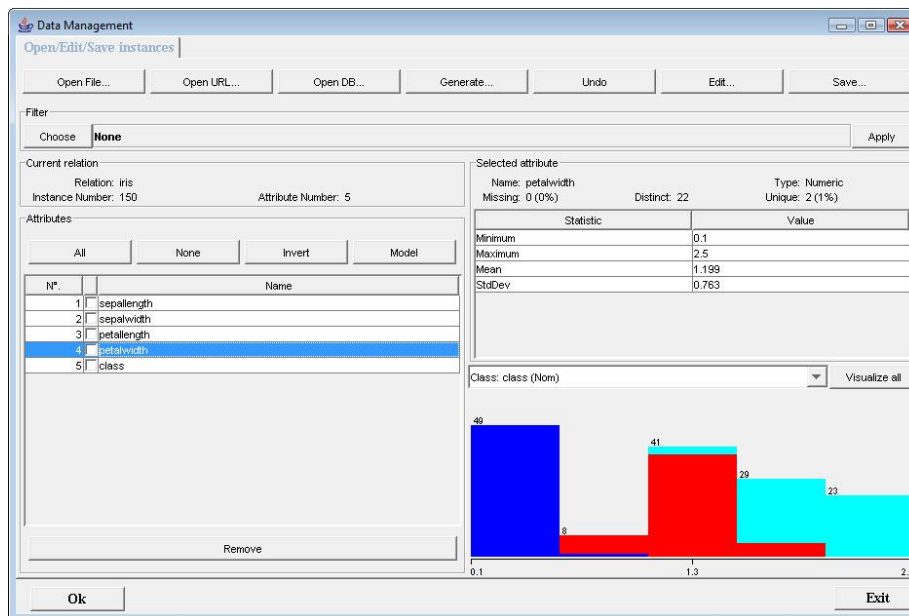 Data Management
Open/Edit/Save instances
Open File... Open URL... Open DB... Generate... Undo Edit... Save...
Filter
Choose None Apply
Current relation
Relation: iris
Instance Number: 150 Attribute Number: 5
Attributes
All None Invert Model
N°. Name
1 sepallength
2 sepalwidth
3 petallength
4 petalwidth
5 class
Remove
Selected attribute
Name: petalwidth Type: Numeric
Missing: 0 (0%) Distinct: 22 Unique: 2 (1%)
Statistic Value
Minimum 0.1
Maximum 2.5
Mean 1.199
StdDev 0.763
Class: class (Nom) Visualize all
49
8
41
29
23
0.1 1.3 2.
Ok Exit